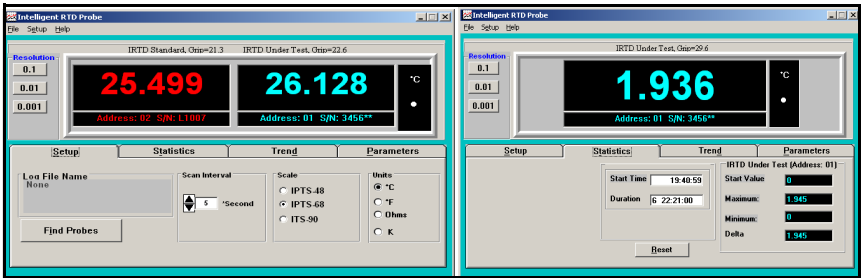 Intelligent RTD Probe
File Setup Help
IRTD Standard, Grip=21.3 IRTD Under Test, Grip=22.6
Resolution
0.1
0.01
0.001
25.499
26.128
°C
Address: 02 S/N: L1007
Address: 01 S/N: 3456**
Setup Statistics Trend Parameters
Log File Name
None
Find Probes
Scan Interval
5 'Second
Scale
IPTS-48
IPTS-68
ITS-90
Units
°C
°F
Ohms
K
Intelligent RTD Probe
File Setup Help
IRTD Under Test, Grip=29.6
Resolution
0.1
0.01
0.001
1.936
°C
Address: 01 S/N: 3456**
Setup Statistics Trend Parameters
Start Time 19:40:59
Duration 6 22:21:00
Reset
IRTD Under Test (Address: 01)
Start Value 0
Maximum: 1.945
Minimum: 0
Delta 1.945